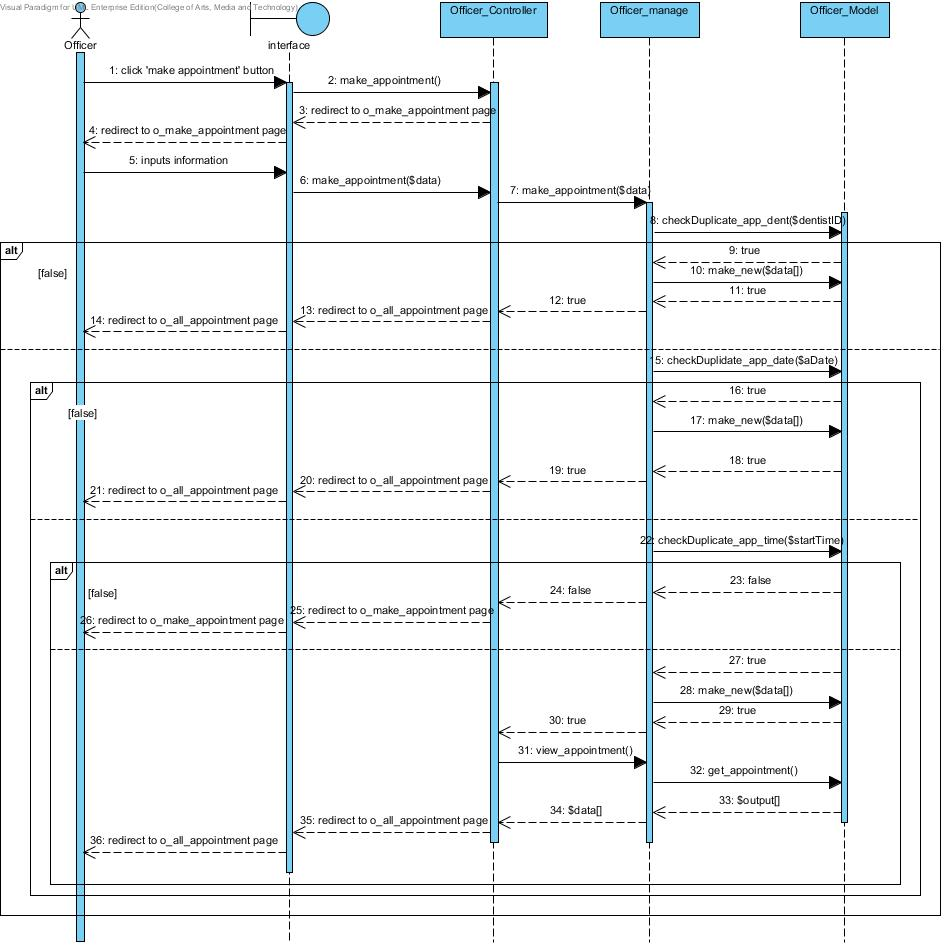 Visual Paradigm for UML Enterprise Edition(College of Arts, Media and Technology)
Officer
interface
Officer_Controller
Officer_manage
Officer_Model
1: click 'make appointment' button
2: make_appointment()
3: redirect to o_make_appointment page
4: redirect to o_make_appointment page
5: inputs information
6: make_appointment($data)
7: make_appointment($data)
8: checkDuplicate_app_dent($dentistID)
alt
[false]
9: true
10: make_new($data[])
11: true
12: true
13: redirect to o_all_appointment page
14: redirect to o_all_appointment page
15: checkDuplidate_app_date($aDate)
alt
[false]
16: true
17: make_new($data[])
18: true
19: true
20: redirect to o_all_appointment page
21: redirect to o_all_appointment page
22: checkDuplicate_app_time($startTime)
alt
[false]
23: false
24: false
25: redirect to o_make_appointment page
26: redirect to o_make_appointment page
27: true
28: make_new($data[])
29: true
30: true
31: view_appointment()
32: get_appointment()
33: $output[]
34: $data[]
35: redirect to o_all_appointment page
36: redirect to o_all_appointment page